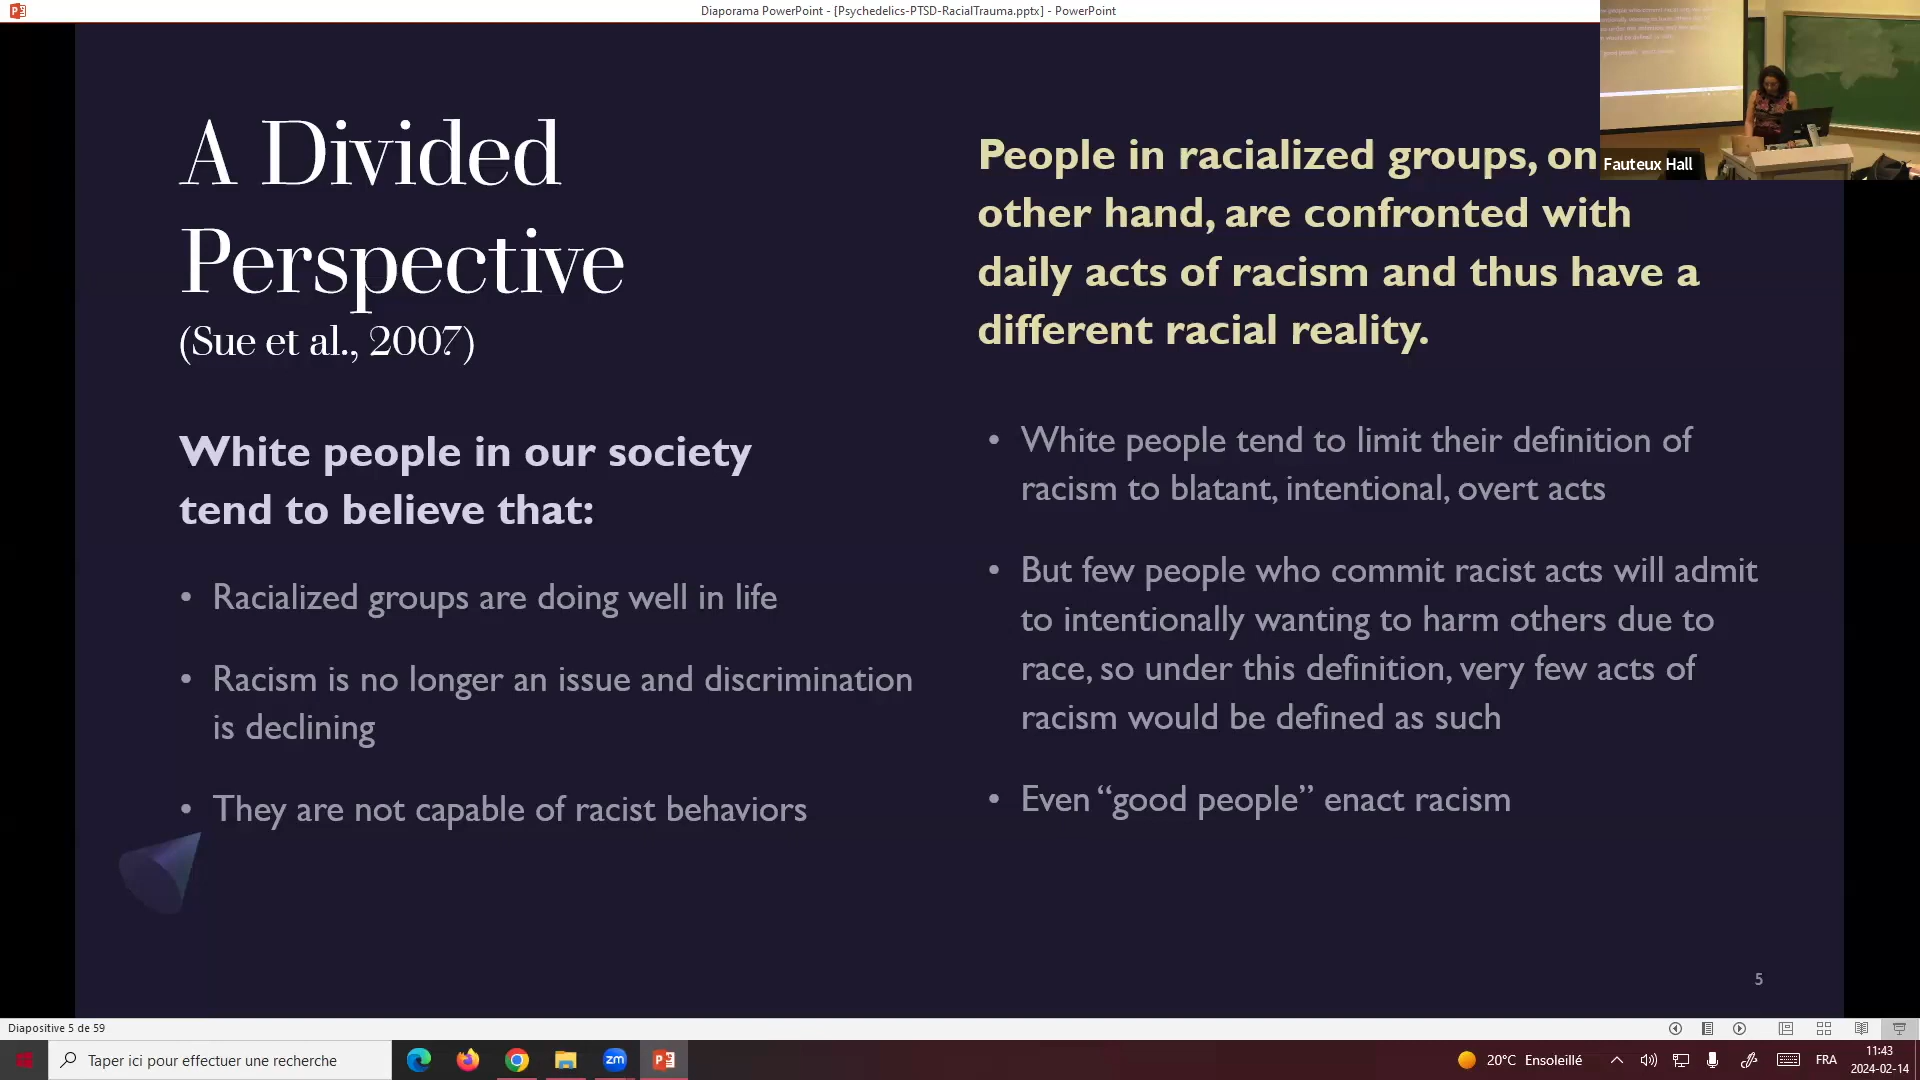 Diaporama PowerPoint - [Psychedelics-PTSD-RacialTrauma.pptx] - PowerPoint
A Divided
Perspective
(Sue et al., 2007)
White people in our society
tend to believe that:
• Racialized groups are doing well in life
• Racism is no longer an issue and discrimination
is declining
• They are not capable of racist behaviors
People in racialized groups, on
other hand, are confronted with
daily acts of racism and thus have a
different racial reality.
• White people tend to limit their definition of
racism to blatant, intentional, overt acts
• But few people who commit racist acts will admit
to intentionally wanting to harm others due to
race, so under this definition, very few acts of
racism would be defined as such
• Even “good people” enact racism
Fauteux Hall
5
Diapositive 5 de 59
Taper ici pour effectuer une recherche
zm
20°C Ensoleillé
FRA
11:43
2024-02-14